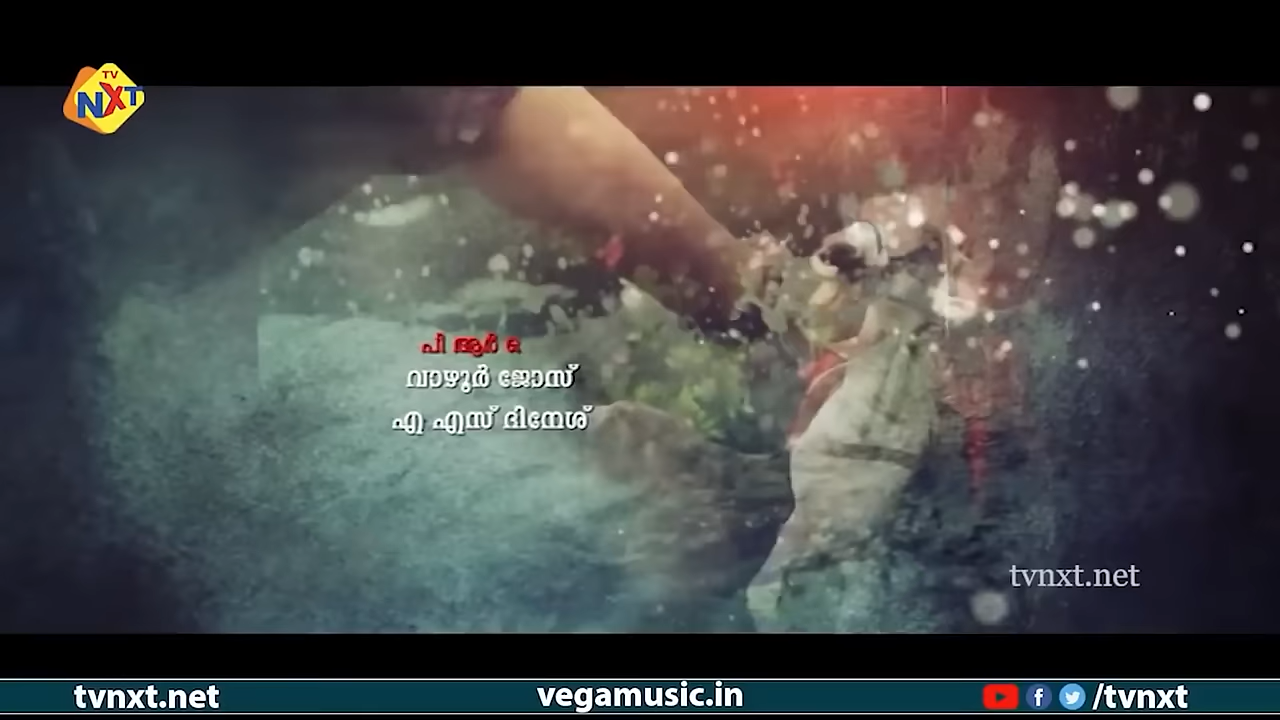 TV
NXT
പി ആർ ഒ
വാഴൂർ ജോസ്
എ എസ് ദിനേശ്
tvnxt.net
tvnxt.net
vegamusic.in
/tvnxt